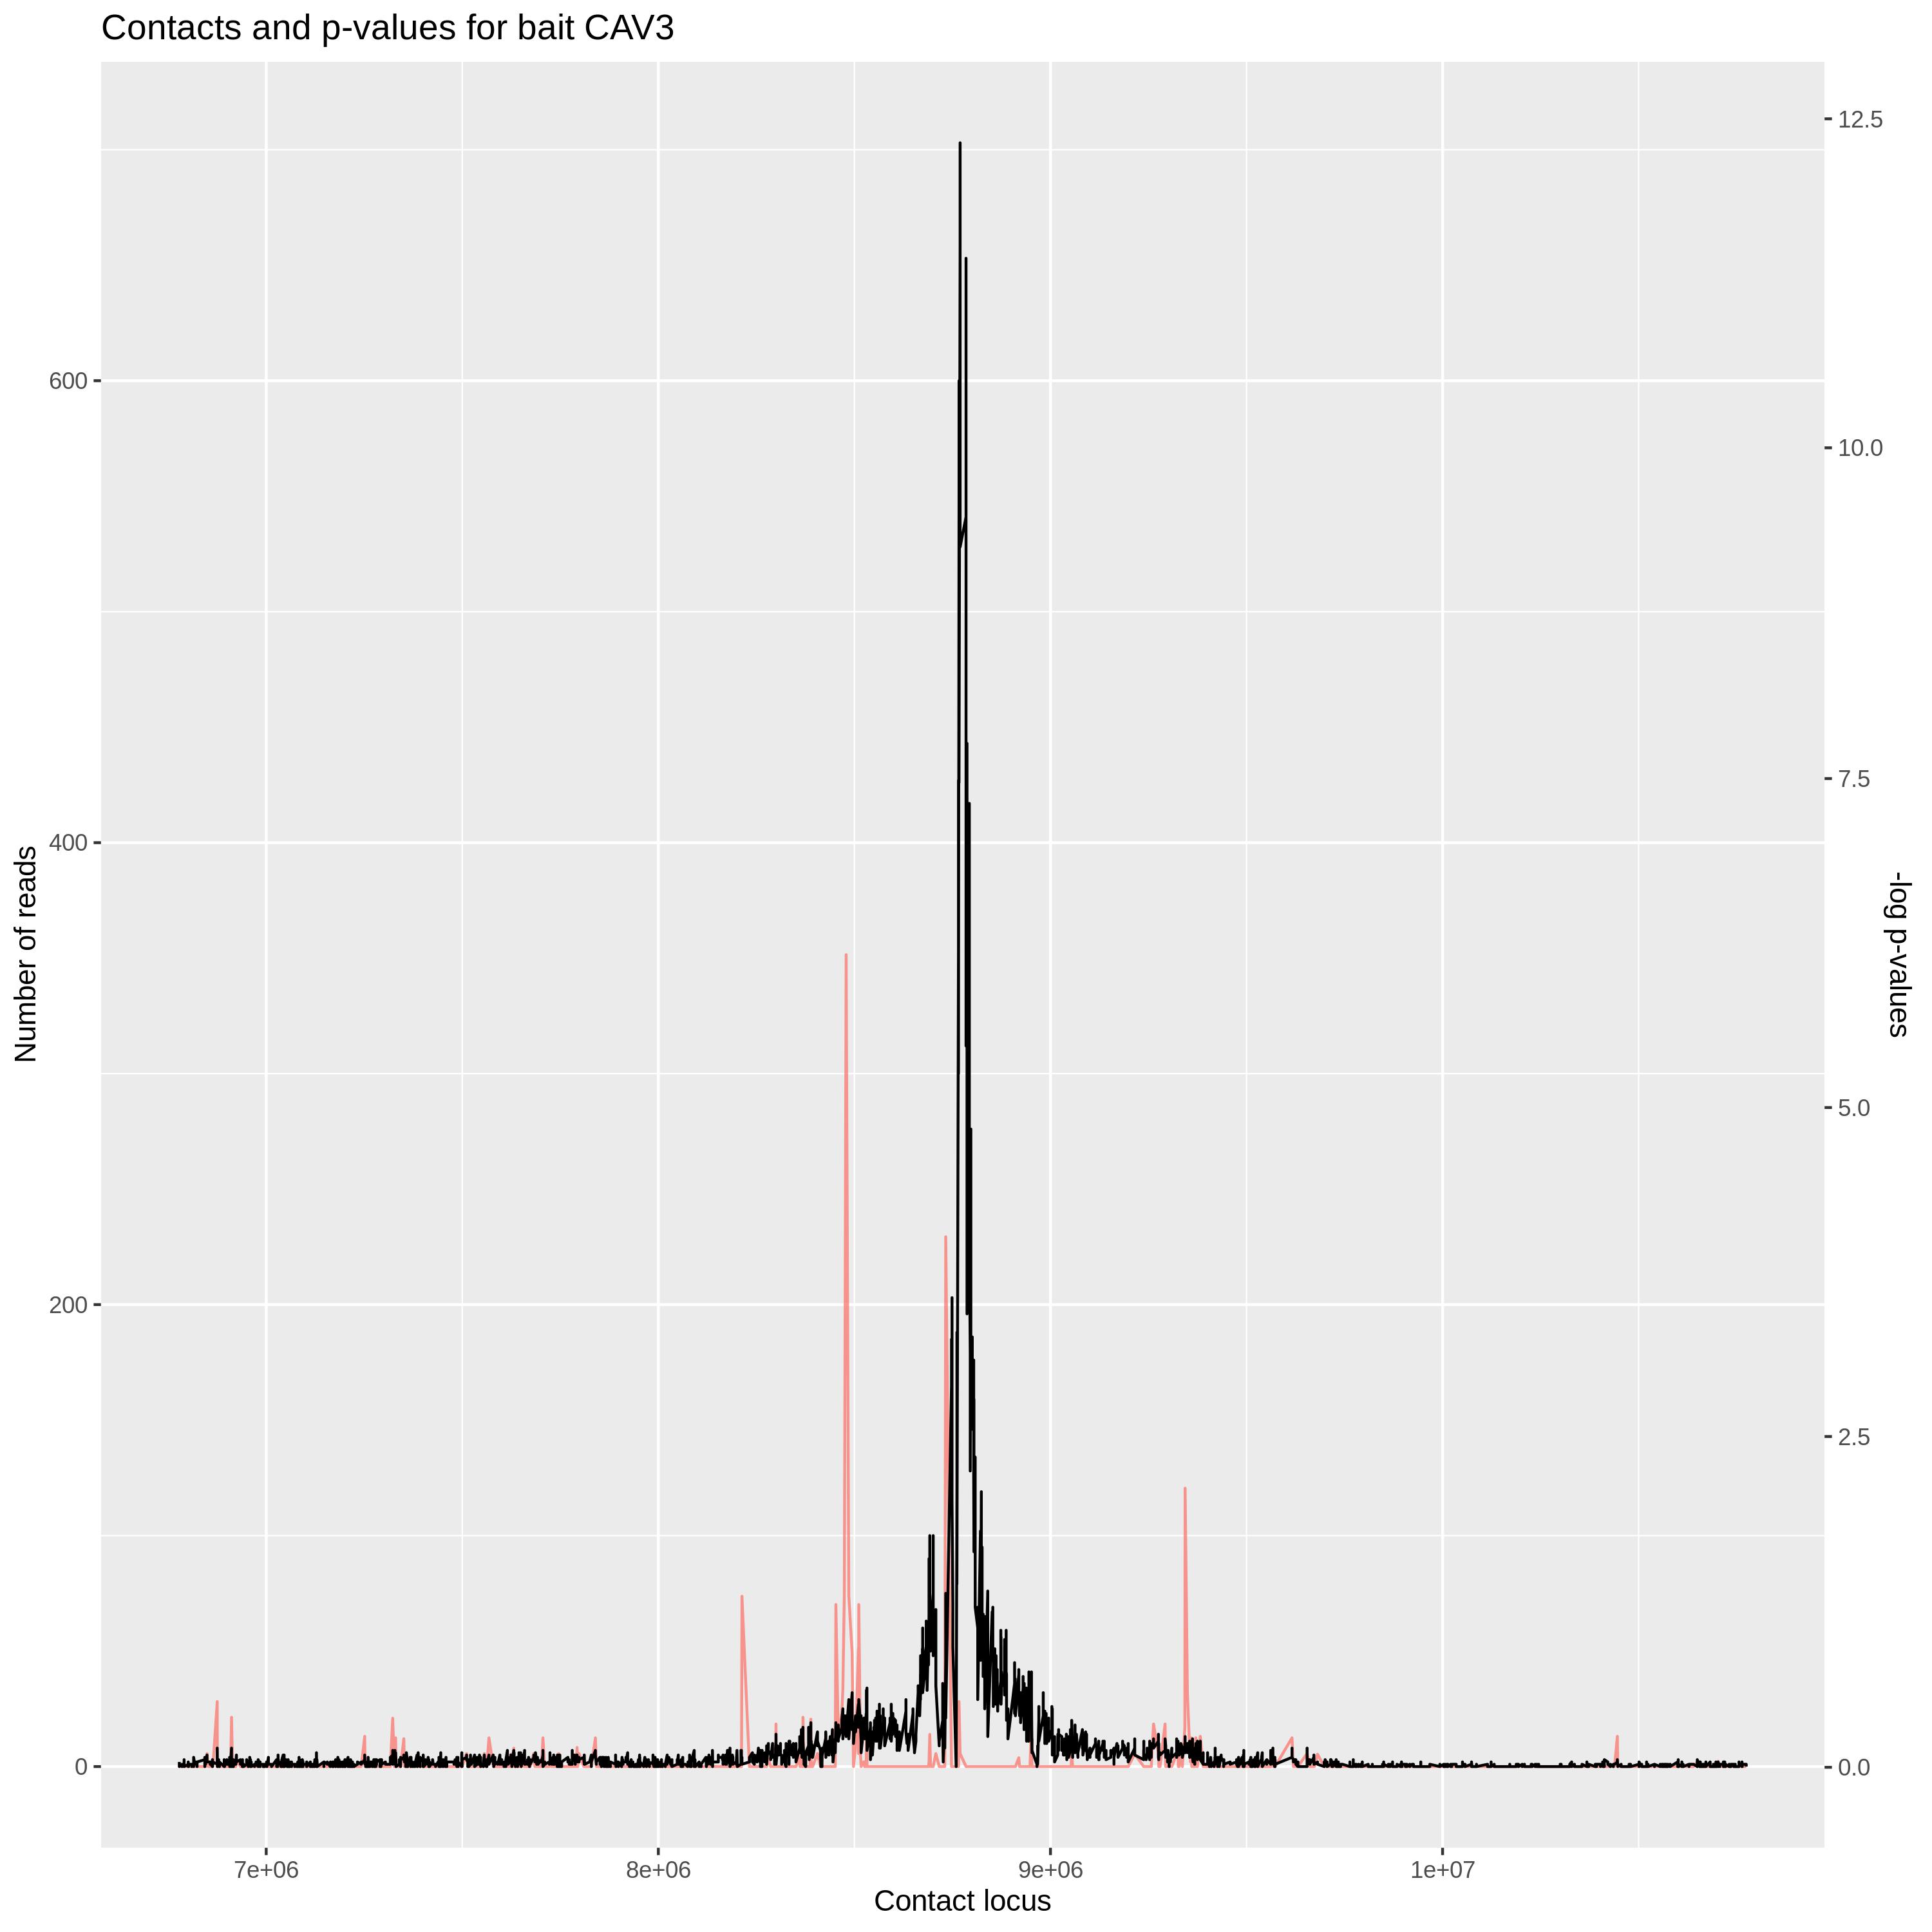 Contacts and p-values for bait CAV3
12.5
600
10.0
7.5
400
Number of reads
-log p-values
5.0
200
2.5
0
0.0
7e+06 8e+06 9e+06 1e+07
Contact locus